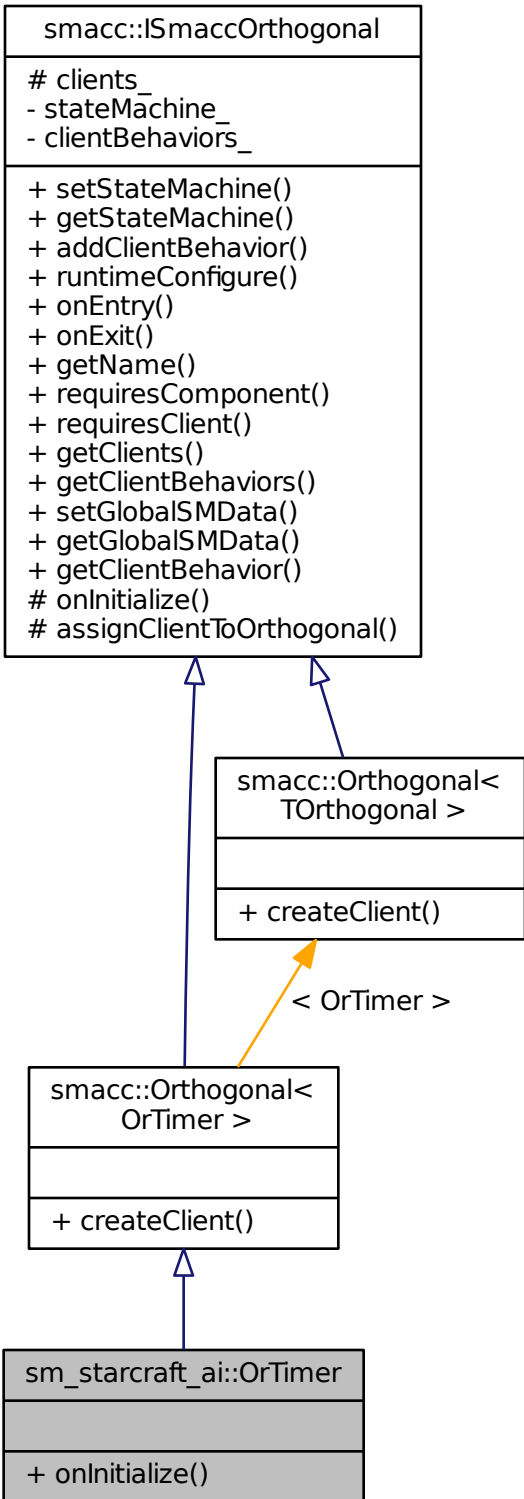 smacc::ISmaccOrthogonal
# clients_
- stateMachine_
- clientBehaviors_
+ setStateMachine()
+ getStateMachine()
+ addClientBehavior()
+ runtimeConfigure()
+ onEntry()
+ onExit()
+ getName()
+ requiresComponent()
+ requiresClient()
+ getClients()
+ getClientBehaviors()
+ setGlobalSMData()
+ getGlobalSMData()
+ getClientBehavior()
# onInitialize()
# assignClientToOrthogonal()
smacc::Orthogonal<
TOrthogonal >
+ createClient()
< OrTimer >
smacc::Orthogonal<
OrTimer >
+ createClient()
sm_starcraft_ai::OrTimer
+ onInitialize()